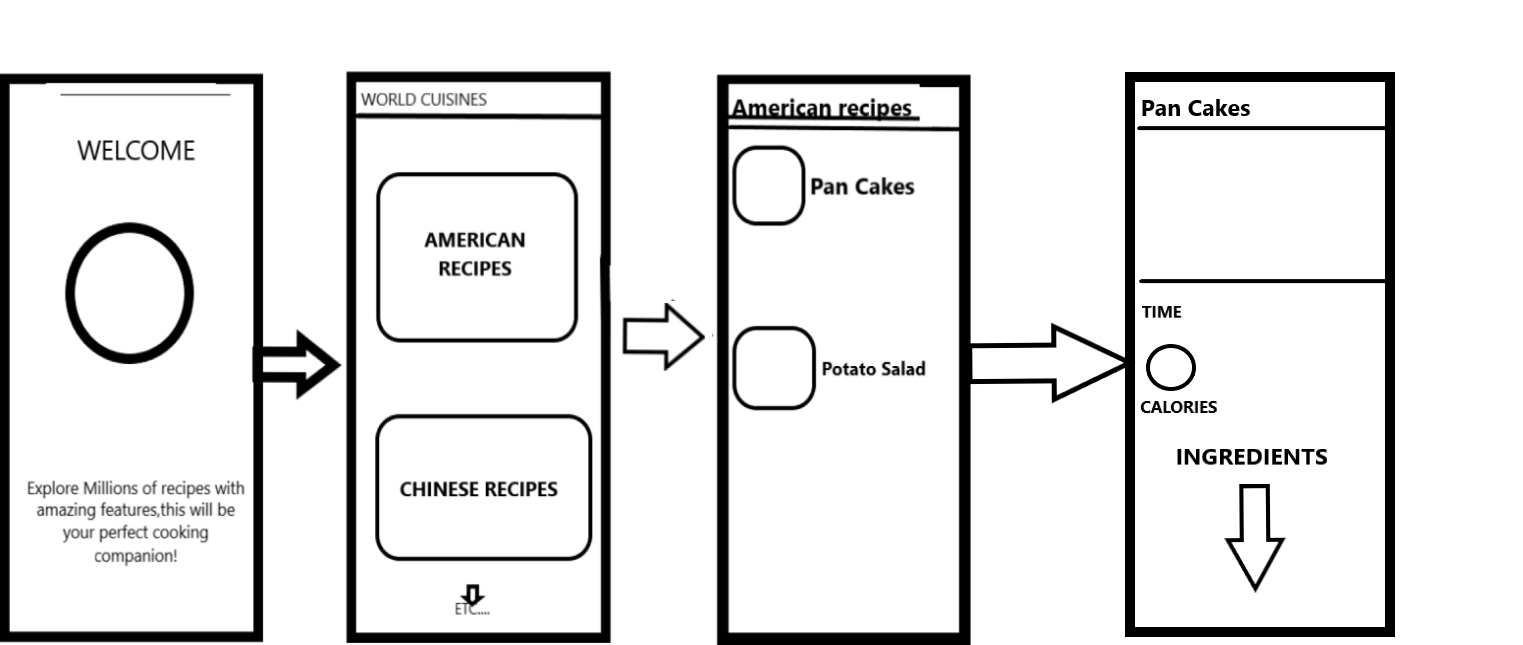 WELCOME
Explore Millions of recipes with
amazing features,this will be
your perfect cooking
companion!
WORLD CUISINES
AMERICAN
RECIPES
CHINESE RECIPES
ETC....
American recipes
Pan Cakes
Potato Salad
Pan Cakes
TIME
CALORIES
INGREDIENTS